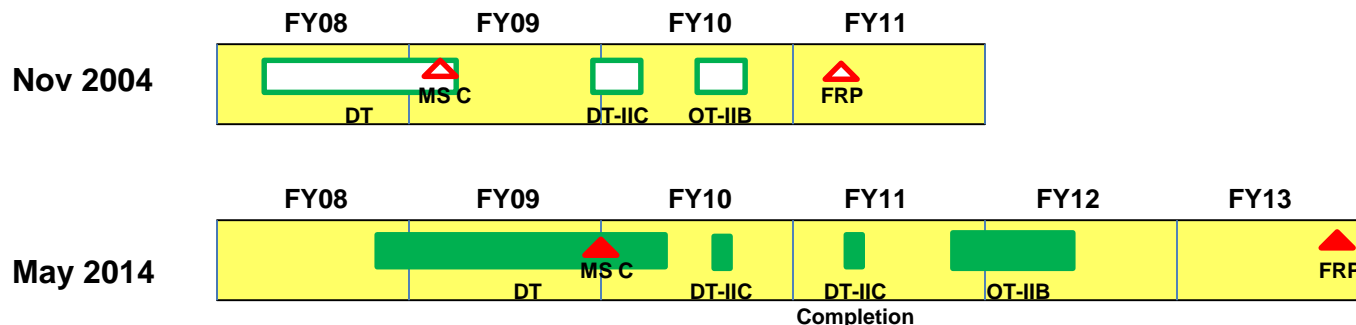 FY08 FY09 FY10 FY11
Nov 2004
MS C FRP
DT DT-IIC OT-IIB
FY08 FY09 FY10 FY11 FY12 FY13
May 2014
MS C FRP
DT DT-IIC DT-IIC OT-IIB
Completion